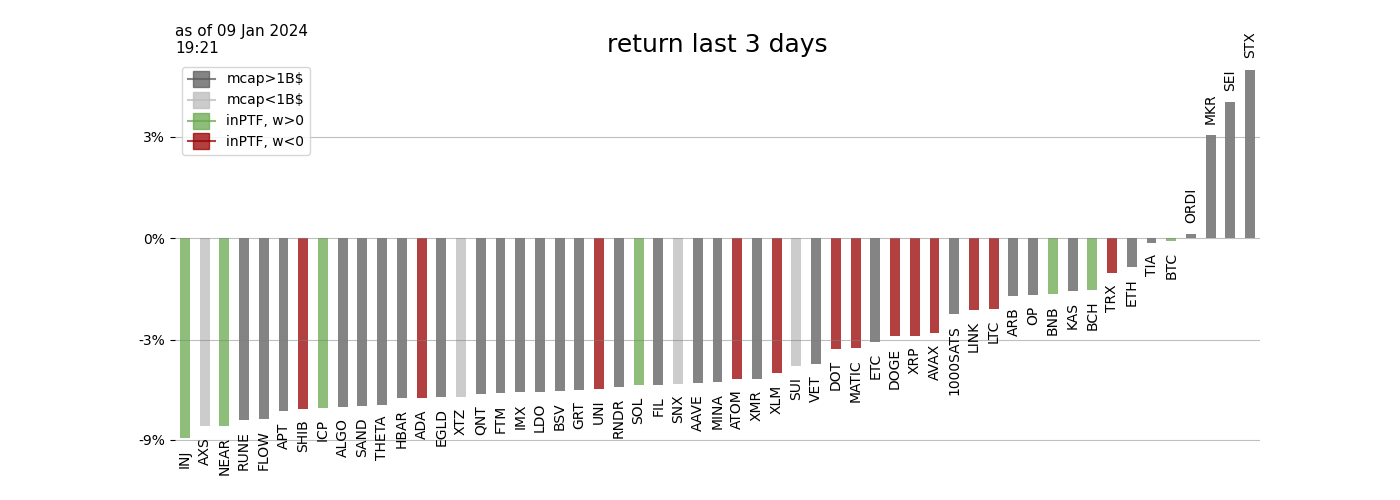 as of 09 Jan 2024
19:21
return last 3 days
mcap>1B$
mcap<1B$
inPTF, w>0
inPTF, w<0
3%
0%
-3%
-9%
INJ
AXS
NEAR
RUNE
FLOW
APT
SHIB
ICP
ALGO
SAND
THETA
HBAR
ADA
EGLD
XTZ
QNT
FTM
IMX
LDO
BSV
GRT
UNI
RNDR
SOL
FIL
SNX
AAVE
MINA
ATOM
XMR
XLM
SUI
VET
DOT
MATIC
ETC
DOGE
XRP
AVAX
1000SATS
LINK
LTC
ARB
OP
BNB
KAS
BCH
TRX
ETH
TIA
BTC
ORDI
MKR
SEI
STX